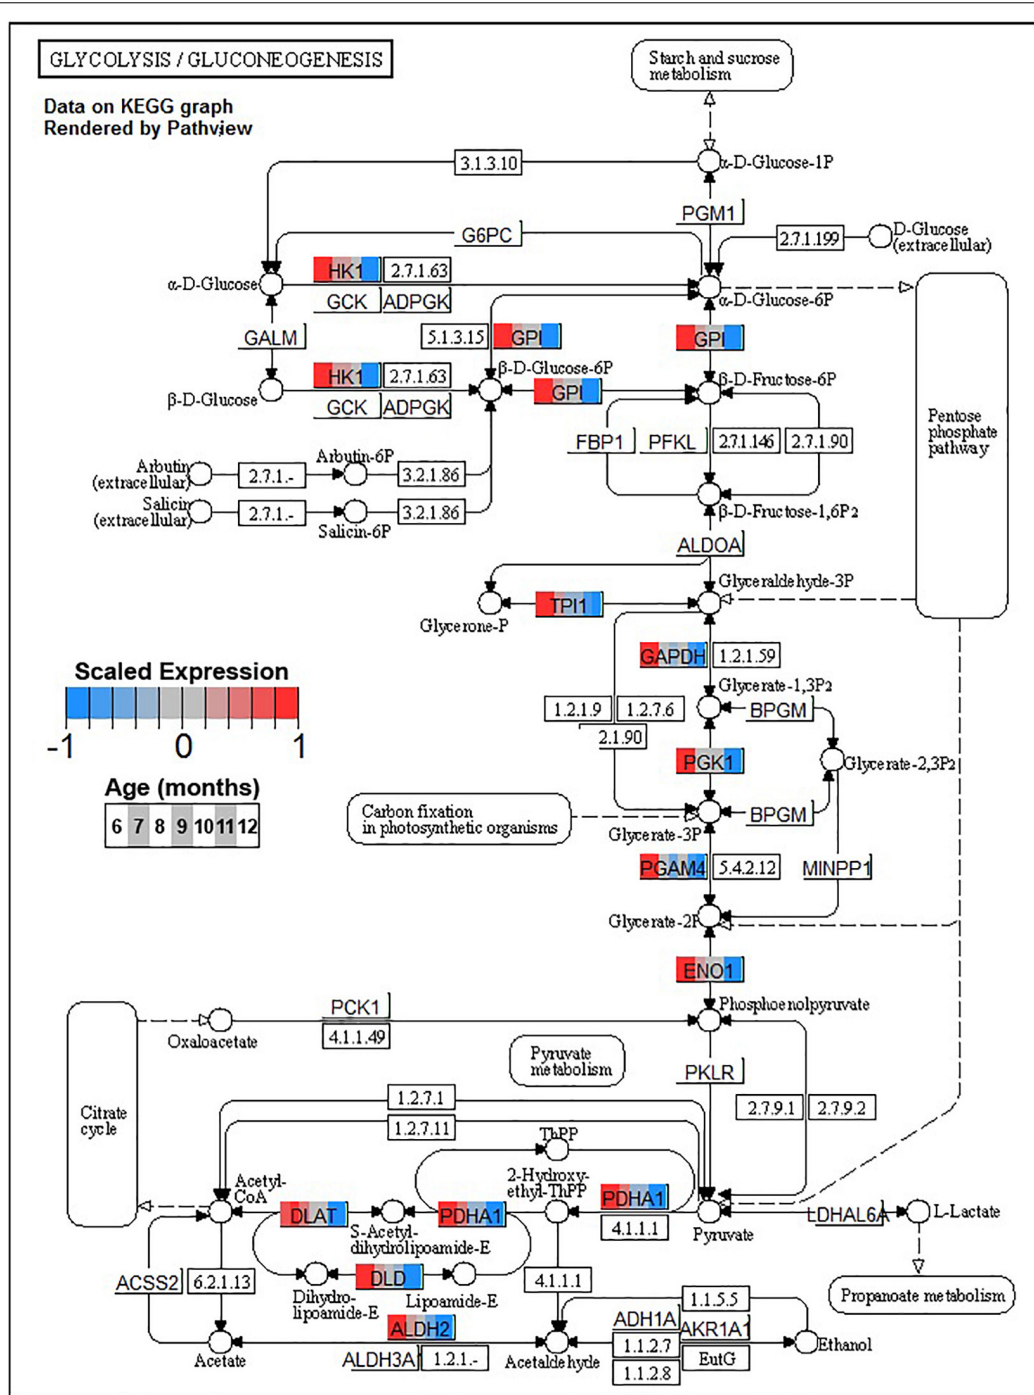 GLYCOLYSIS / GLUCONEOGENESIS
Data on KEGG graph
Rendered by Pathview
Starch and sucrose
metabolism
3.1.3.10
α-D-Glucose-1P
PGM1
G6PC
2.7.1.199
D-Glucose
(extracellular)
α-D-Glucose
HK1
2.7.1.63
GCK
ADPGK
α-D-Glucose-6P
GALM
5.1.3.15
GPI
GPI
β-D-Glucose-6P
β-D-Glucose
HK1
2.7.1.63
GCK
ADPGK
GPI
β-D-Fructose-6P
Pentose
phosphate
pathway
FBP1
PFKL
2.7.1.146
2.7.1.90
Arbutin
(extracellular)
2.7.1.-
Arbutin-6P
3.2.1.86
Salicin
(extracellular)
2.7.1.-
Salicin-6P
3.2.1.86
β-D-Fructose-1,6P2
ALDOA
Glyceraldehyde-3P
TPI1
Glycerone-P
GAPDH
1.2.1.59
Scaled Expression
-1
0
1
Glycerate-1,3P2
1.2.1.9
1.2.7.6
2.1.90
BPGM
PGK1
Glycerate-2,3P2
Age (months)
6 7 8 9 10 11 12
Carbon fixation
in photosynthetic organisms
BPGM
Glycerate-3P
PGAM4
5.4.2.12
MINPP1
Glycerate-2P
ENO1
PCK1
4.1.1.49
Oxaloacetate
Phosphoenolpyruvate
Pyruvate
metabolism
PKLR
Citrate
cycle
1.2.7.1
1.2.7.11
2.7.9.1
2.7.9.2
ThPP
Acetyl-
CoA
2-Hydroxy-
ethyl-ThPP
DLAT
PDHA1
PDHA1
4.1.1.1
S-Acetyl-
dihydrolipoamide-E
Pyruvate
LDHAL6A
L-Lactate
ACSS2
6.2.1.13
DLD
Dihydro-
lipoamide-E
Lipoamide-E
4.1.1.1
Propanoate metabolism
ALDH2
1.1.5.5
ADH1A
AKR1A1
Acetate
ALDH3A1
1.2.1.-
Acetaldehyde
1.1.2.7
EutG
1.1.2.8
Ethanol